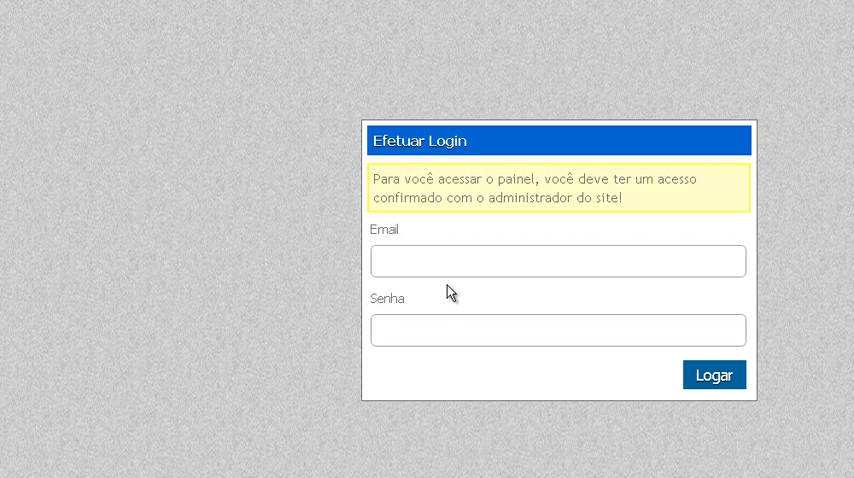 Efetuar Login
Para você acessar o painel, você deve ter um acesso
confirmado com o administrador do site!
Email
Senha
Logar